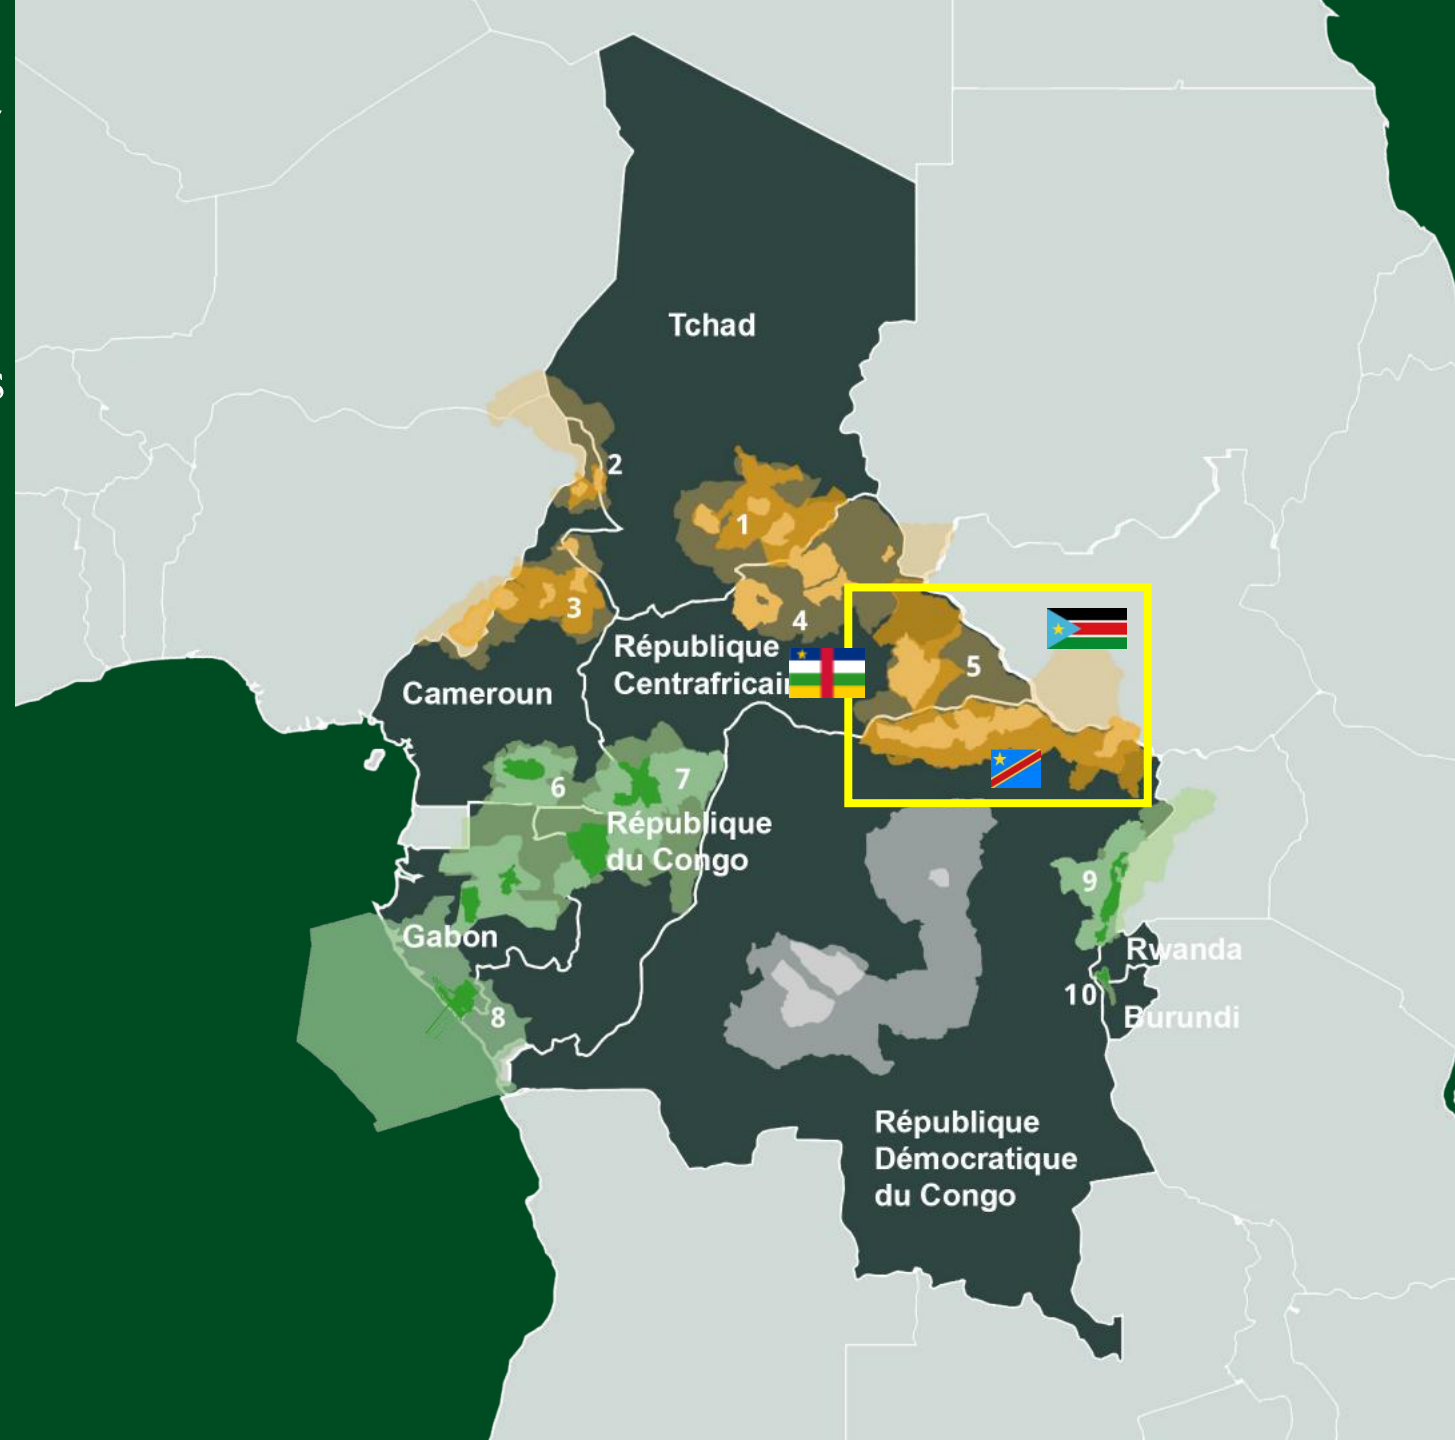 s
Tchad
2
1
3
4
République
Centrafricai
5
Cameroun
6
7
République
du Congo
9
Gabon
Rwanda
10
Burundi
8
République
Démocratique
du Congo